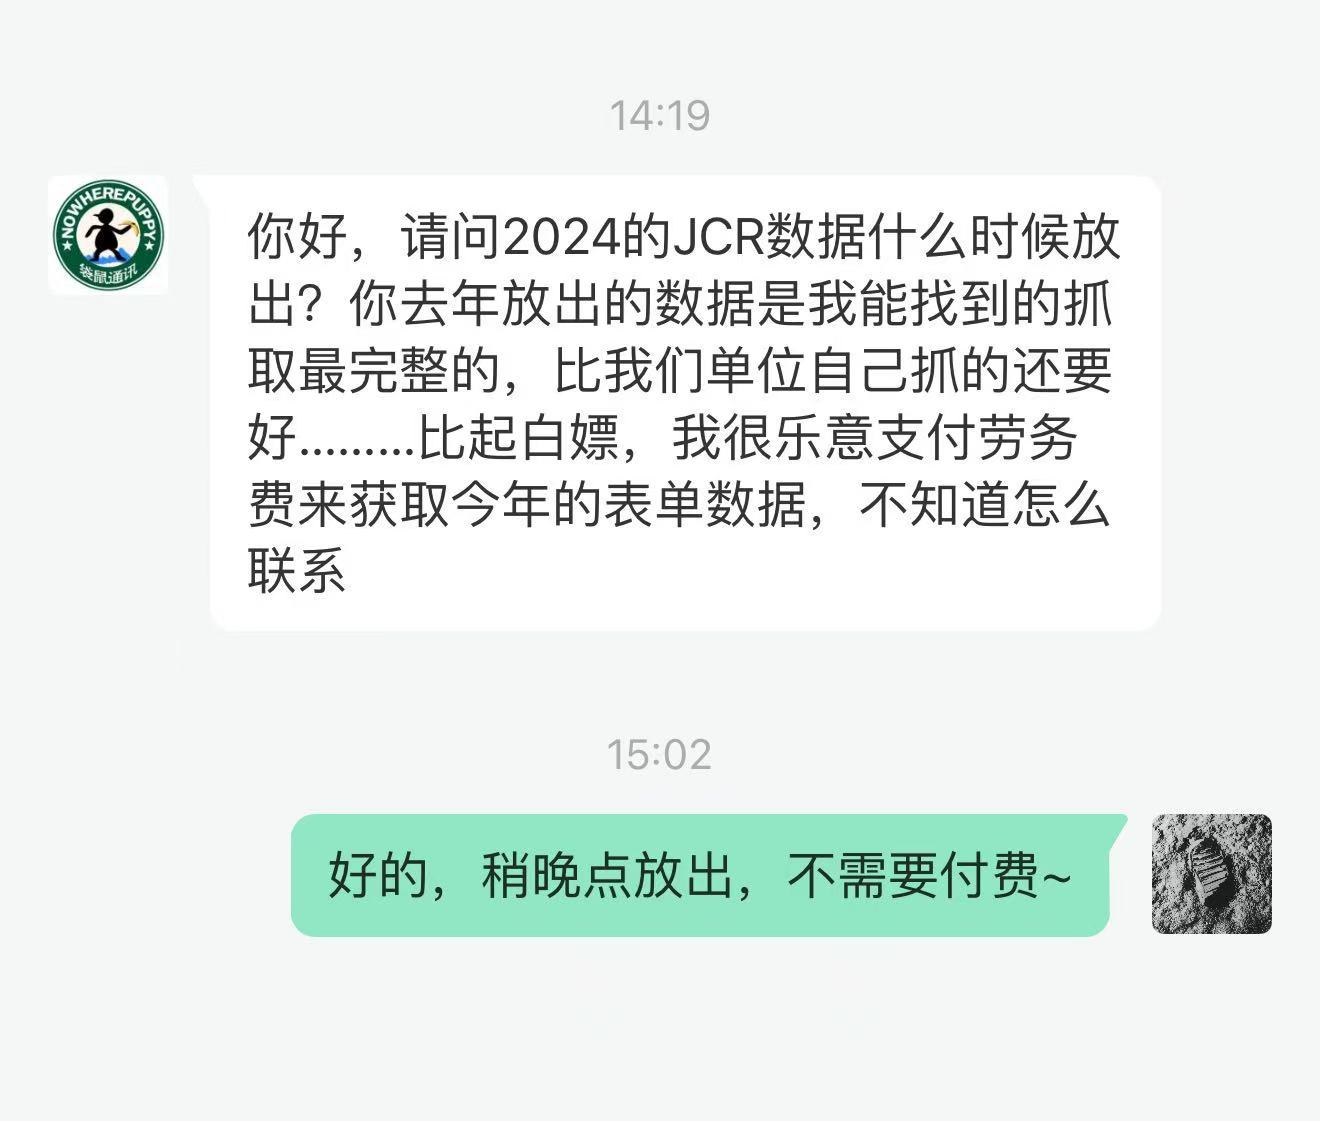 14:19
NOWHEREPUPPY
袋鼠通讯
你好，请问2024的JCR数据什么时候放
出？你去年放出的数据是我能找到的抓
取最完整的，比我们单位自己抓的还要
好.........比起白嫖，我很乐意支付劳务
费来获取今年的表单数据，不知道怎么
联系
15:02
好的，稍晚点放出，不需要付费~